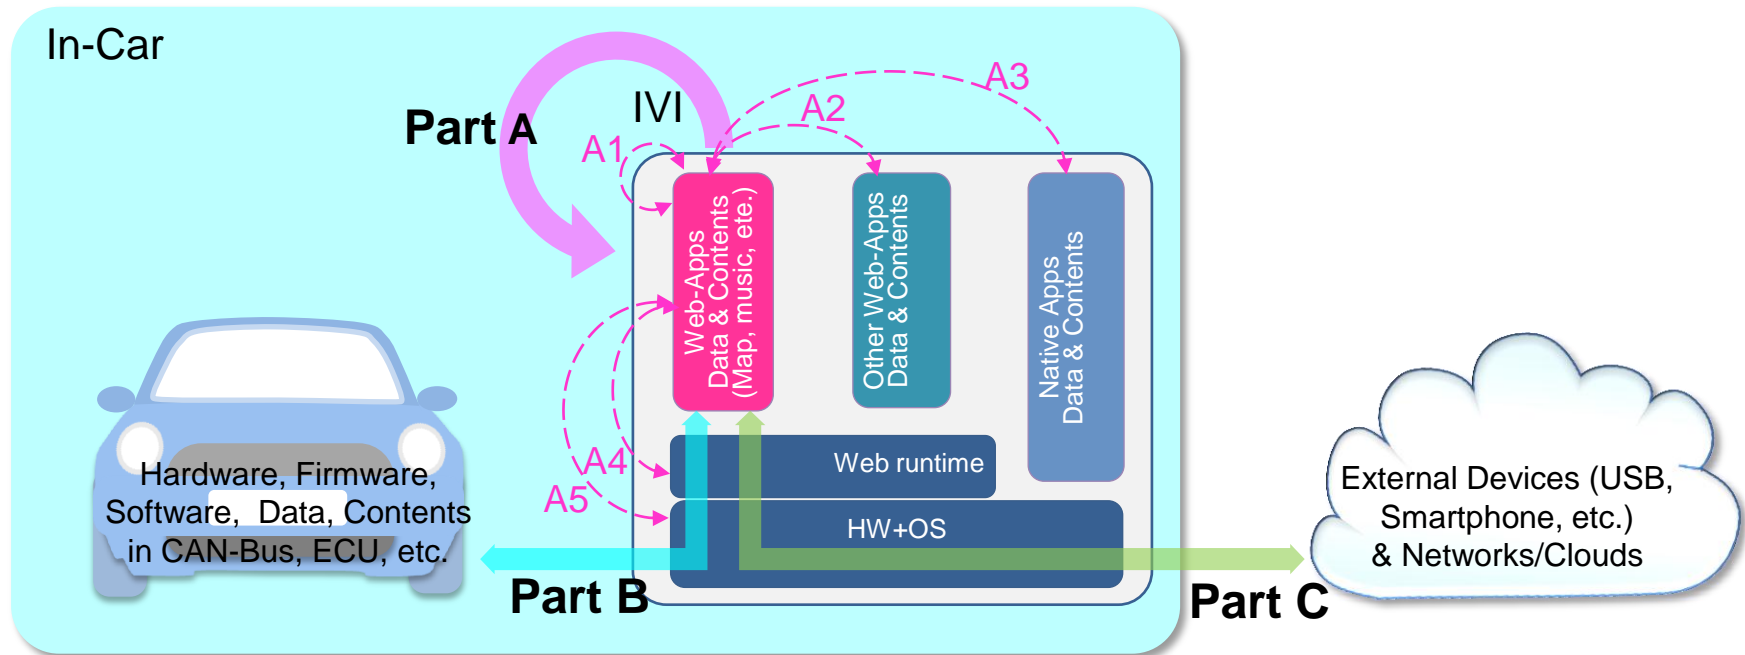 In-Car
IVI
Part A
A1
A2
A3
Web-Apps
Data & Contents
(Map, music, ete.)
Other Web-Apps
Data & Contents
Native Apps
Data & Contents
A4
A5
Web runtime
HW+OS
Hardware, Firmware,
Software, Data, Contents
in CAN-Bus, ECU, etc.
Part B
Part C
External Devices (USB,
Smartphone, etc.)
& Networks/Clouds